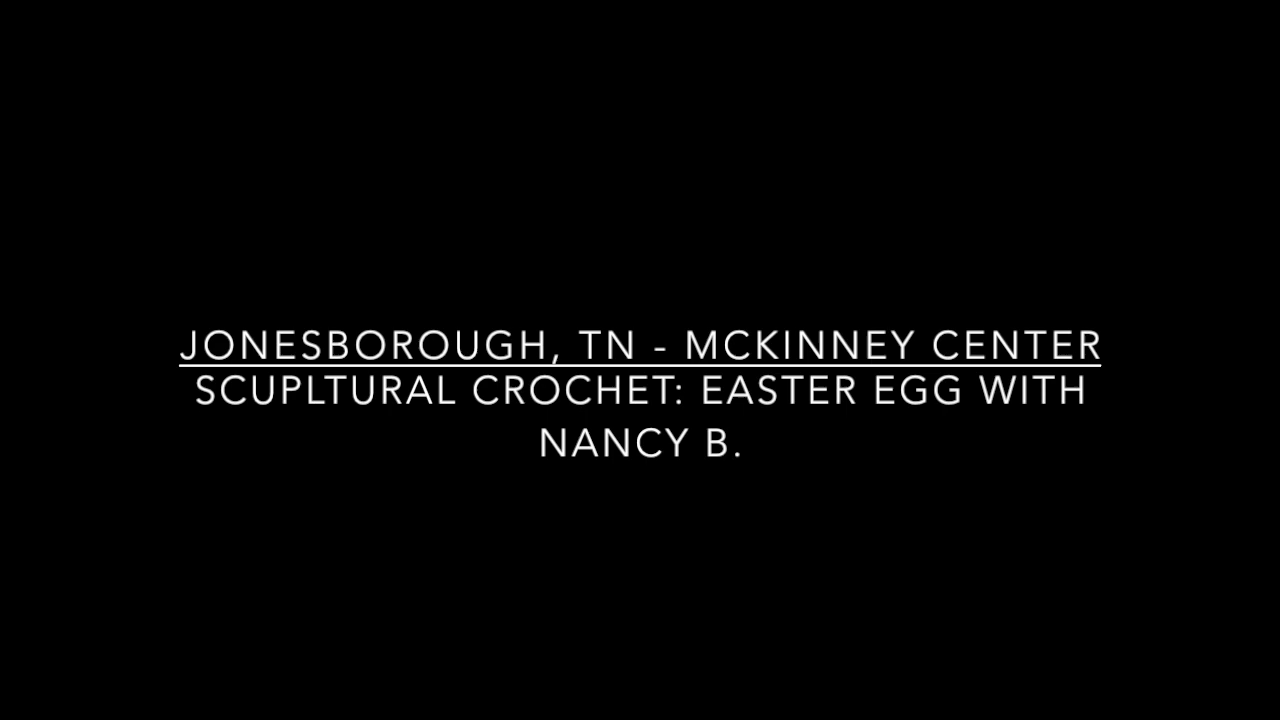 JONESBOROUGH, TN - MCKINNEY CENTER
SCUPLTURAL CROCHET: EASTER EGG WITH
NANCY B.